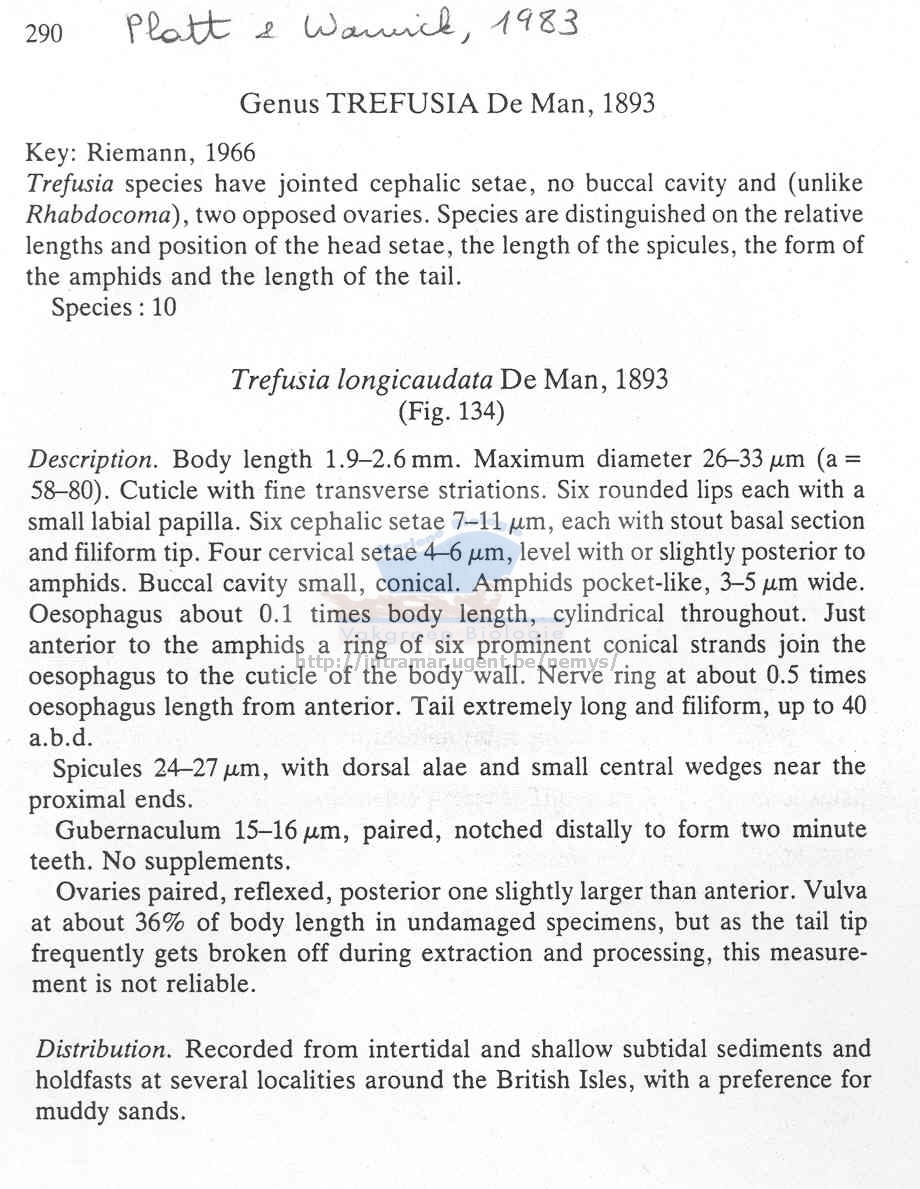 290 Platt & Warwick, 1983
Genus TREFUSIA De Man, 1893
Key: Riemann, 1966
Trefusia species have jointed cephalic setae, no buccal cavity and (unlike
Rhabdocoma), two opposed ovaries. Species are distinguished on the relative
lengths and position of the head setae, the length of the spicules, the form of
the amphids and the length of the tail.
Species : 10
Trefusia longicaudata De Man, 1893
(Fig. 134)
Description. Body length 1.9–2.6 mm. Maximum diameter 26–33 μm (a =
58–80). Cuticle with fine transverse striations. Six rounded lips each with a
small labial papilla. Six cephalic setae 7–11 μm, each with stout basal section
and filiform tip. Four cervical setae 4–6 μm, level with or slightly posterior to
amphids. Buccal cavity small, conical. Amphids pocket-like, 3–5 μm wide.
Oesophagus about 0.1 times body length, cylindrical throughout. Just
Vakgroep Biologie
anterior to the amphids a ring of six prominent conical strands join the
http://intramar.ugent.be/nemys/
oesophagus to the cuticle of the body wall. Nerve ring at about 0.5 times
oesophagus length from anterior. Tail extremely long and filiform, up to 40
a.b.d.
Spicules 24–27 μm, with dorsal alae and small central wedges near the
proximal ends.
Gubernaculum 15–16 μm, paired, notched distally to form two minute
teeth. No supplements.
Ovaries paired, reflexed, posterior one slightly larger than anterior. Vulva
at about 36% of body length in undamaged specimens, but as the tail tip
frequently gets broken off during extraction and processing, this measure-
ment is not reliable.
Distribution. Recorded from intertidal and shallow subtidal sediments and
holdfasts at several localities around the British Isles, with a preference for
muddy sands.